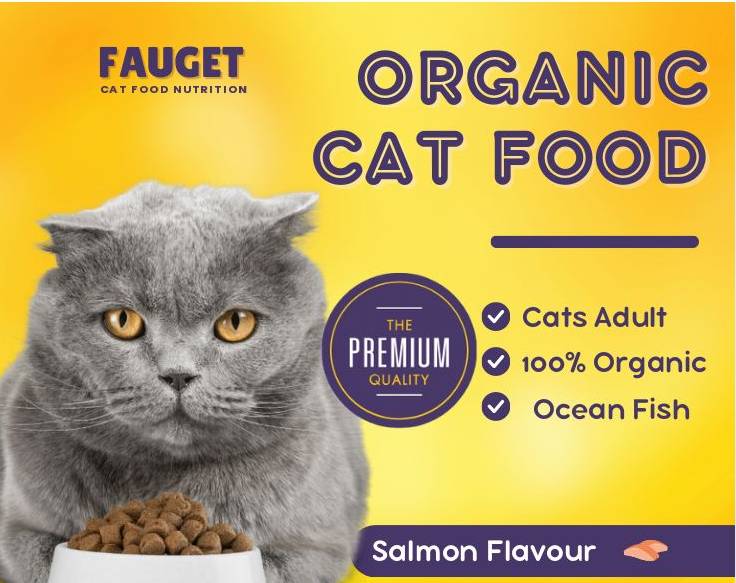 FAUGET
CAT FOOD NUTRITION
ORGANIC
CAT FOOD
THE
PREMIUM
QUALITY
Cats Adult
100% Organic
Ocean Fish
Salmon Flavour